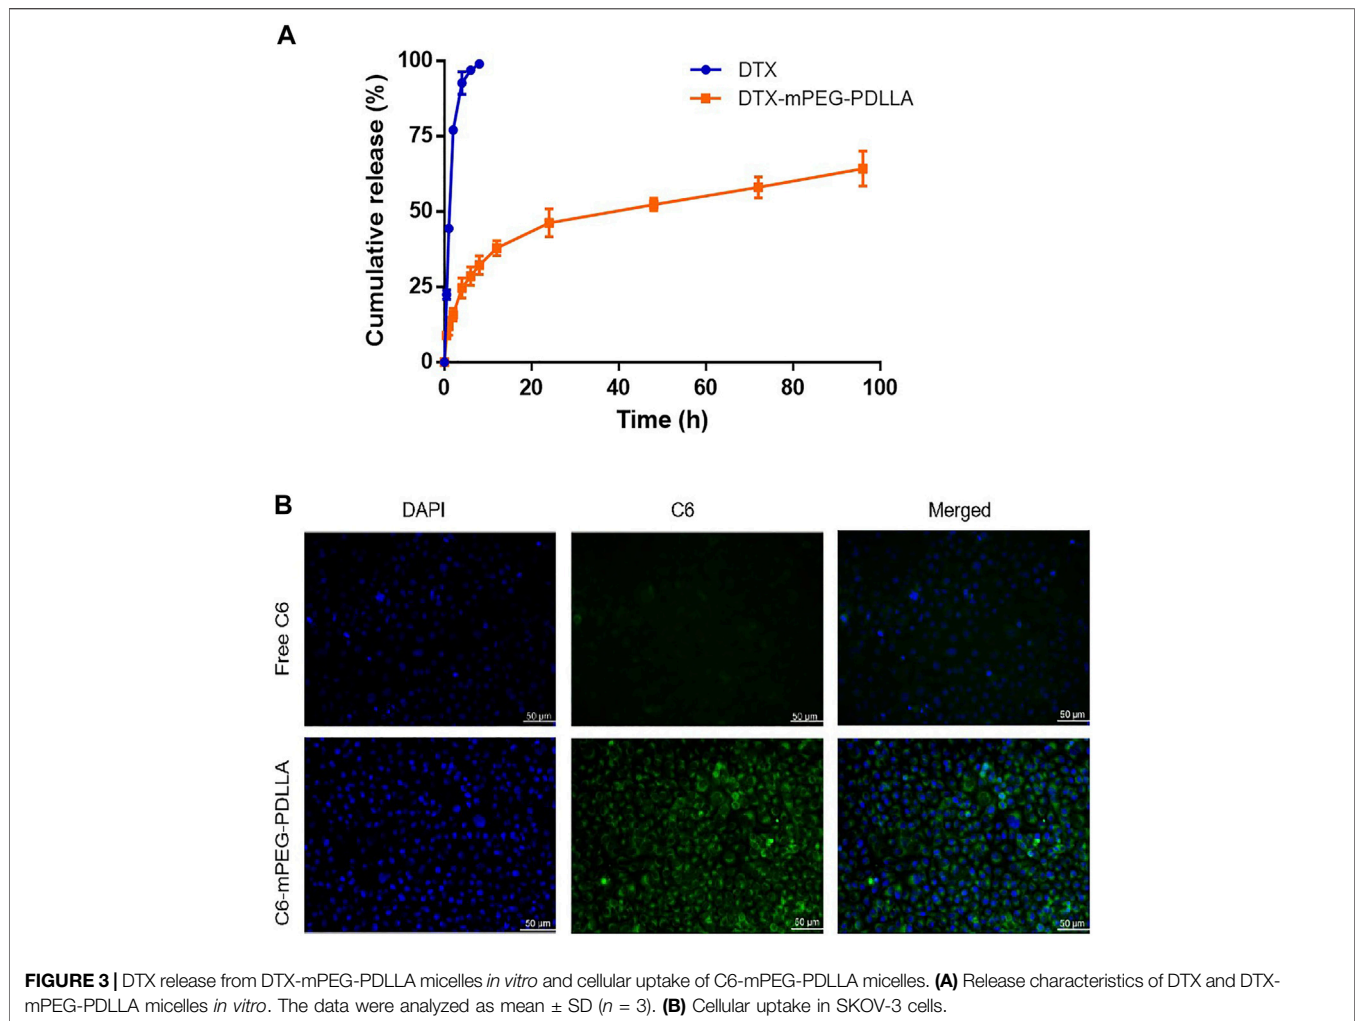 A
100
75
50
25
0
Cumulative release (%)
DTX
DTX-mPEG-PDLLA
0 20 40 60 80 100
Time (h)
B
DAPI C6 Merged
Free C6
50 µm 50 µm 50 µm
C6-mPEG-PDLLA
50 µm 50 µm 50 µm
FIGURE 3 | DTX release from DTX-mPEG-PDLLA micelles in vitro and cellular uptake of C6-mPEG-PDLLA micelles. (A) Release characteristics of DTX and DTX-
mPEG-PDLLA micelles in vitro. The data were analyzed as mean ± SD (n = 3). (B) Cellular uptake in SKOV-3 cells.